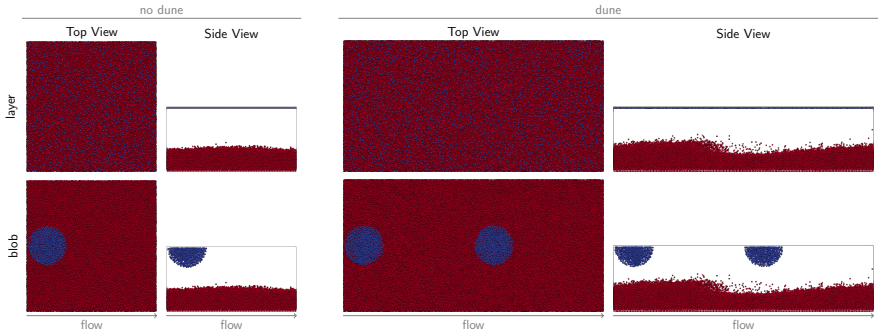 no dune
dune
Top View
Side View
Top View
Side View
layer
blob
flow
flow
flow
flow